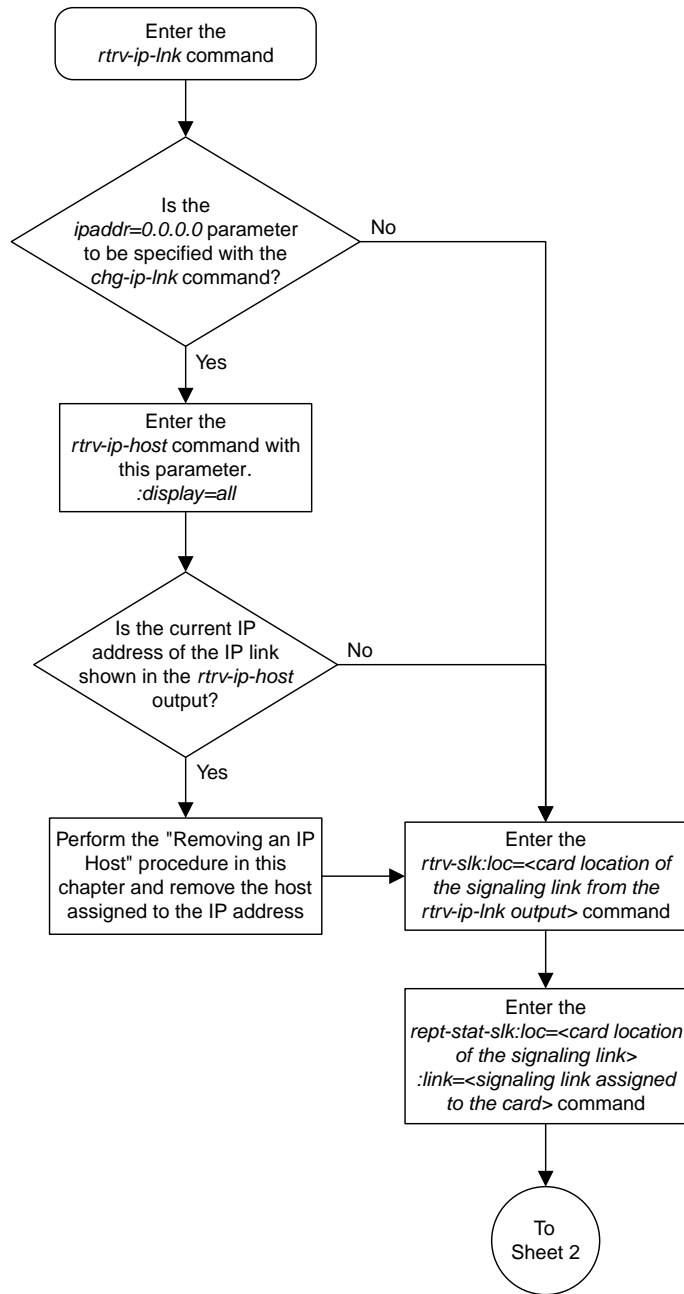 Enter the
rtrv-ip-lnk
command
Is the
ipaddr=0.0.0.0 parameter
to be specified with the
chg-ip-lnk command?
No
Yes
Enter the
rtrv-ip-host command with
this parameter.
:display=all
Is the current IP
address of the IP link
shown in the rtrv-ip-host
output?
No
Yes
Perform the "Removing an IP
Host" procedure in this
chapter and remove the host
assigned to the IP address
Enter the
rtrv-slk:loc=<card location of
the signaling link from the
rtrv-ip-lnk output> command
Enter the
rept-stat-slk:loc=<card location
of the signaling link>
:link=<signaling link assigned
to the card> command
To
Sheet 2